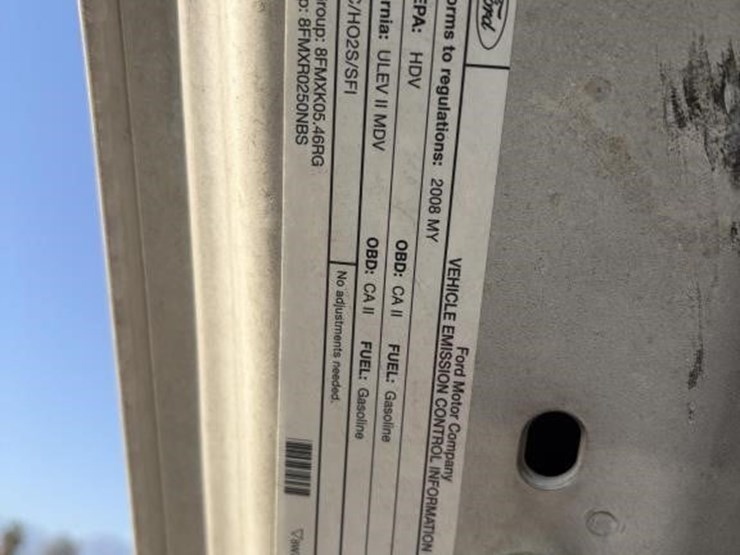 Ford
Ford Motor Company
VEHICLE EMISSION CONTROL INFORMATION
orms to regulations: 2008 MY
EPA: HDV OBD: CA II FUEL: Gasoline
rnia: ULEV II MDV OBD: CA II FUEL: Gasoline
C/HO2S/SFI No adjustments needed.
roup: 8FMXK05.46RG
p: 8FMXR0250NBS